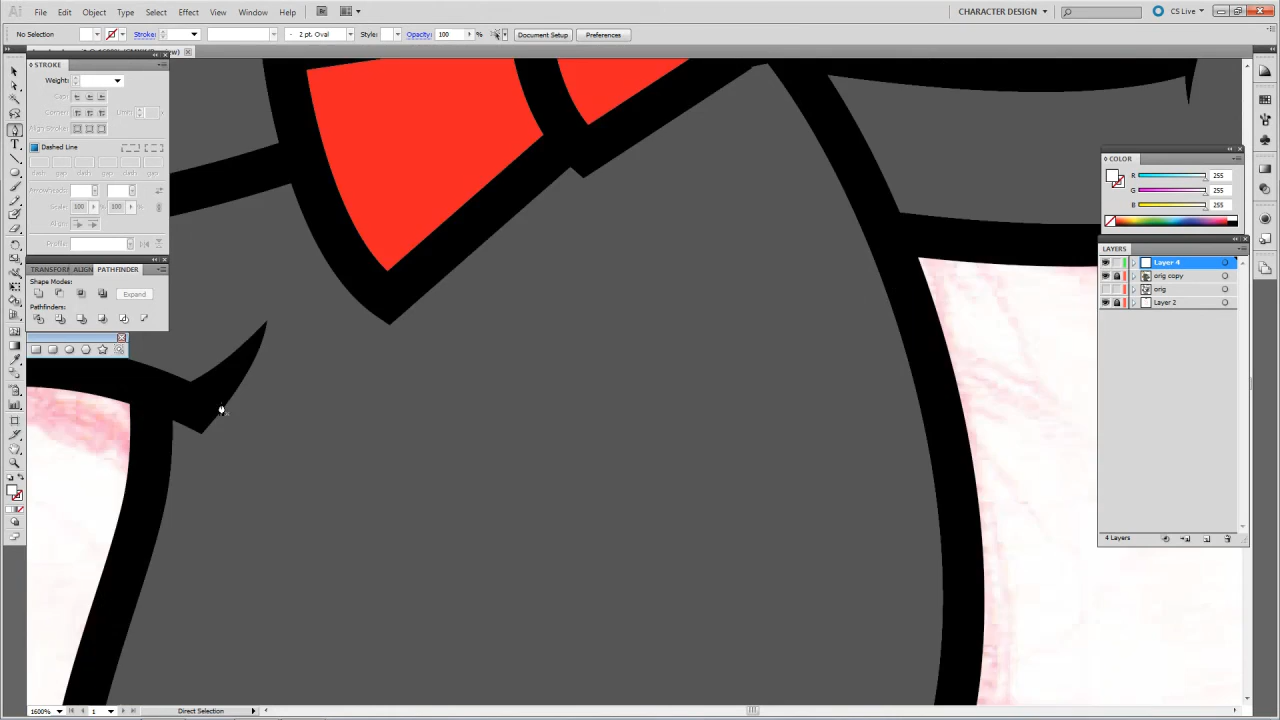 Ai File Edit Object Type Select Effect View Window Help CHARACTER DESIGN CS Live
No Selection Stroke: 2 pt. Oval Style: Opacity: 100 % Document Setup Preferences
STROKE
Weight:
Cap:
Corner: Limit: x
Align Stroke:
Dashed Line
dash gap dash gap dash gap
Arrowheads:
Scale: 100 % 100 %
Align:
Profile:
TRANSFORM ALIGN PATHFINDER
Shape Modes:
Expand
Pathfinders:
COLOR
R 255
G 255
B 255
LAYERS
Layer 4
orig copy
orig
Layer 2
4 Layers
1600% 1 Direct Selection